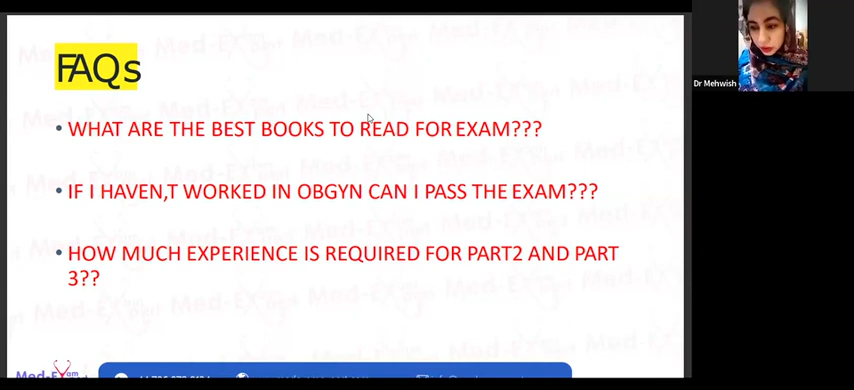 FAQs
WHAT ARE THE BEST BOOKS TO READ FOR EXAM???
IF I HAVEN,T WORKED IN OBGYN CAN I PASS THE EXAM???
HOW MUCH EXPERIENCE IS REQUIRED FOR PART2 AND PART
3??
Dr Mehwish